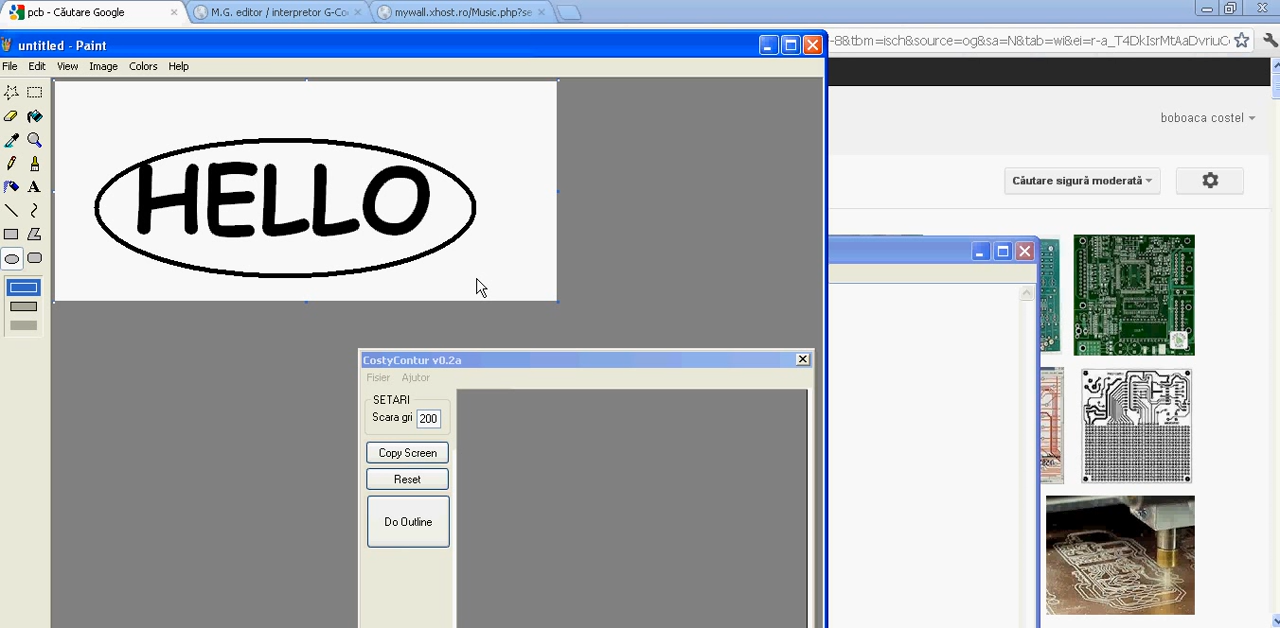 pcb - Căutare Google
M.G. editor / interpretor G-Co
mywall.xhost.ro/Music.php?se
-8&tbm=isch&source=og&sa=N&tab=wi&ei=r-a_T4DkIsrMtAaDvriuC
untitled - Paint
File Edit View Image Colors Help
boboaca costel
Căutare sigură moderată
HELLO
CostyContur v0.2a
Fisier Ajutor
SETARI
Scara gri 200
Copy Screen
Reset
Do Outline